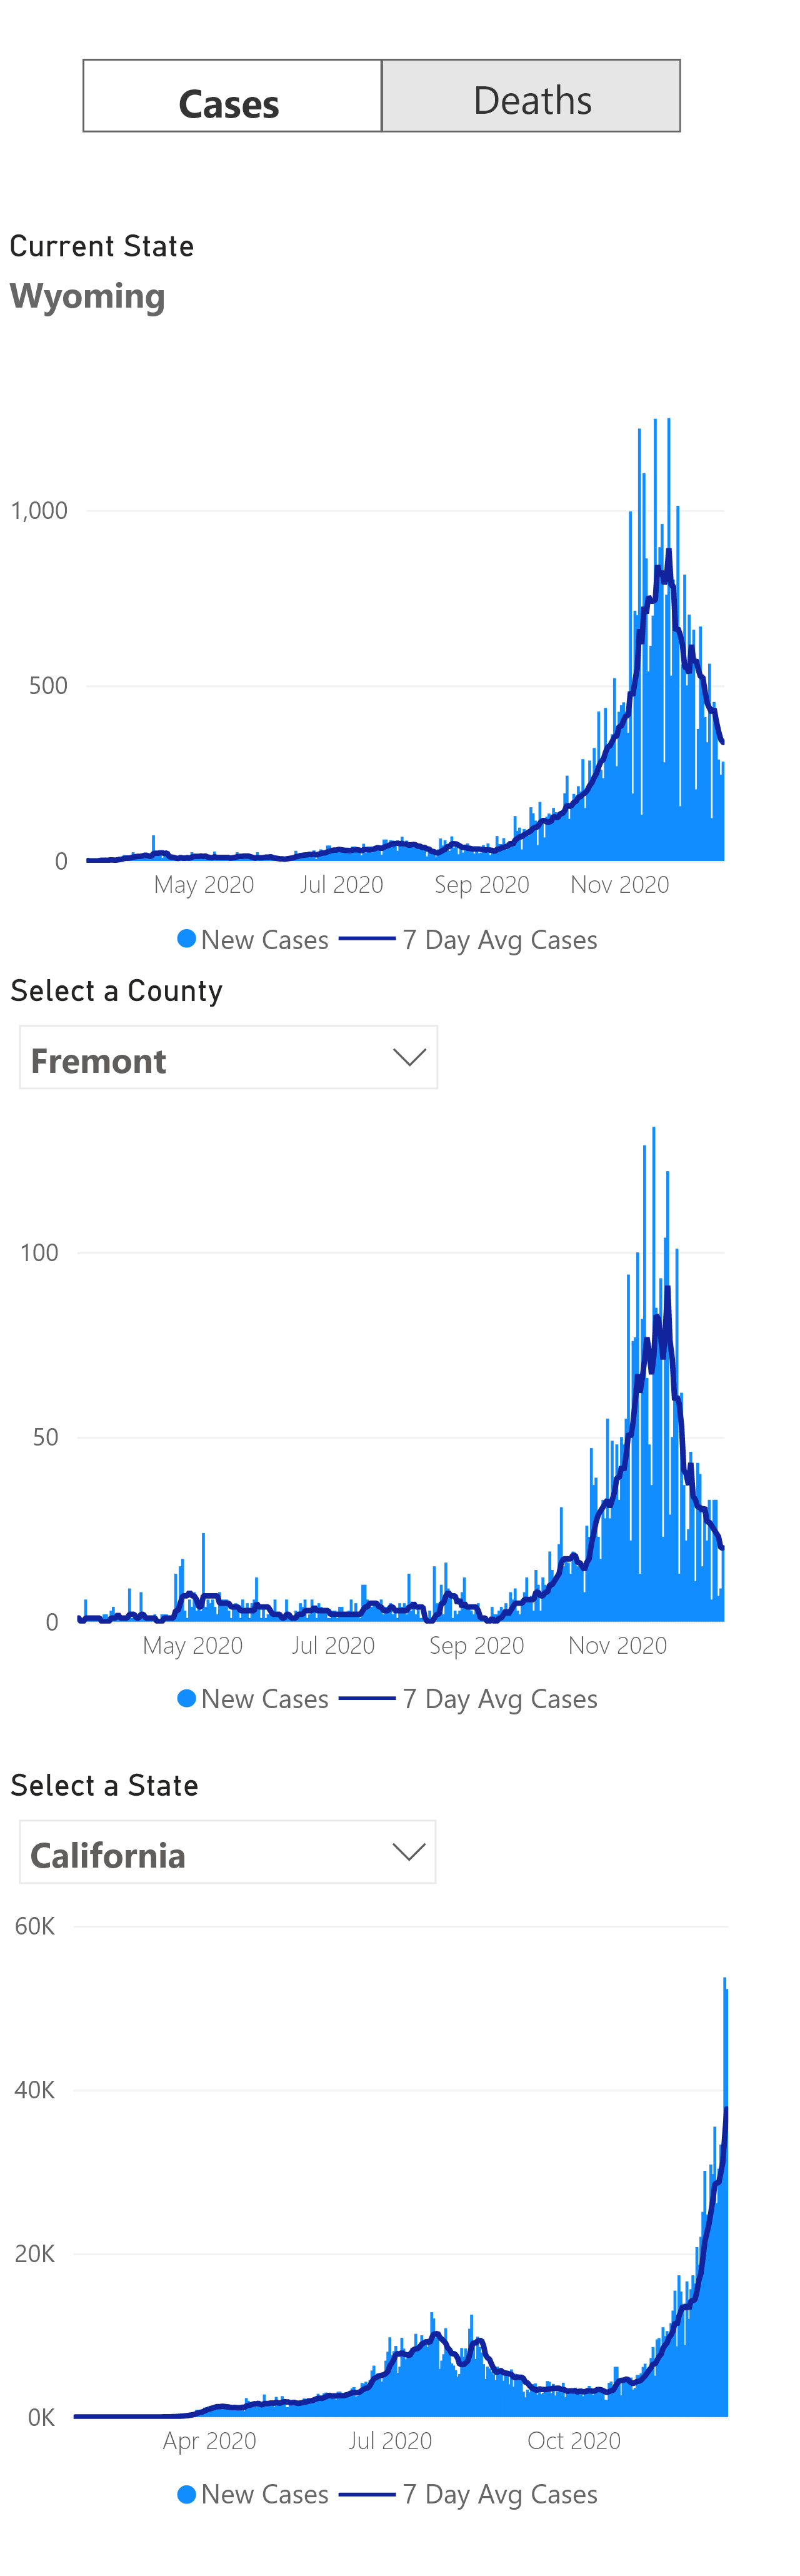 Cases Deaths
Current State
Wyoming
1,000
500
0
May 2020 Jul 2020 Sep 2020 Nov 2020
New Cases 7 Day Avg Cases
Select a County
Fremont
100
50
0
May 2020 Jul 2020 Sep 2020 Nov 2020
New Cases 7 Day Avg Cases
Select a State
California
60K
40K
20K
0K
Apr 2020 Jul 2020 Oct 2020
New Cases 7 Day Avg Cases